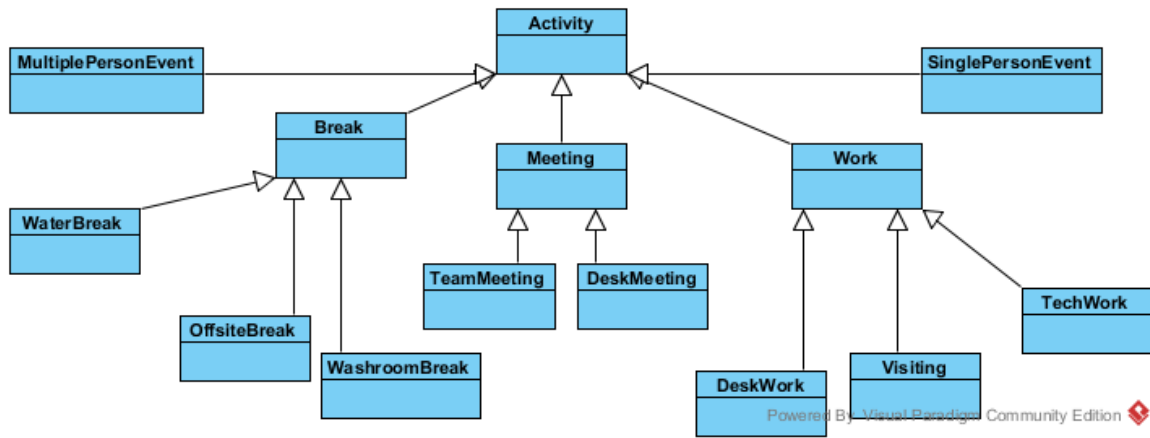 Activity
MultiplePersonEvent
SinglePersonEvent
Break
Meeting
Work
WaterBreak
TeamMeeting
DeskMeeting
TechWork
OffsiteBreak
WashroomBreak
Visiting
DeskWork
Powered By Visual Paradigm Community Edition